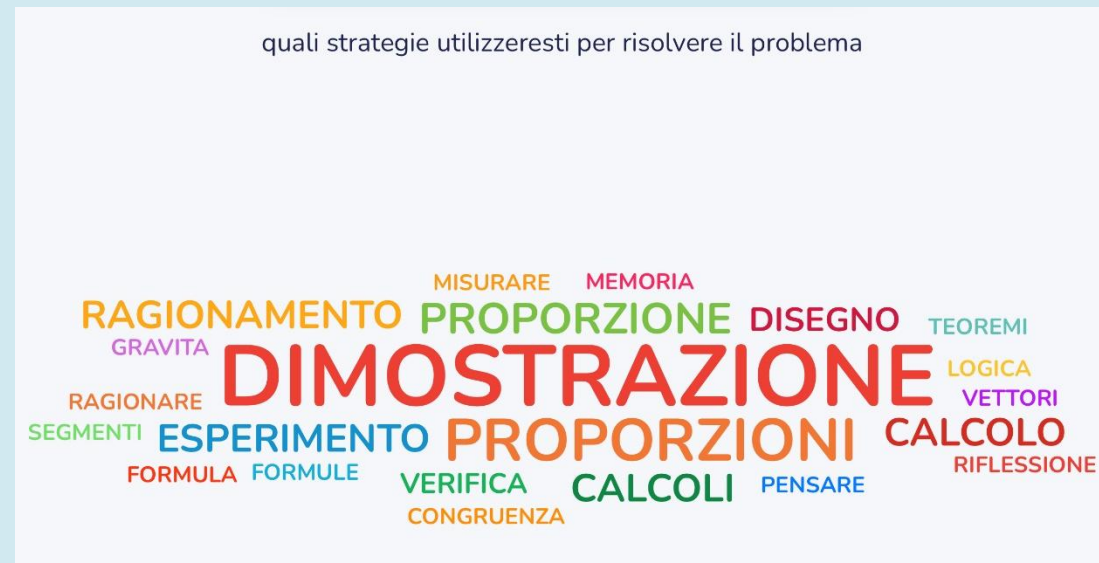 quali strategie utilizzeresti per risolvere il problema
MISURARE MEMORIA
RAGIONAMENTO PROPORZIONE DISEGNO TEOREMI
GRAVITA DIMOSTRAZIONE LOGICA
RAGIONARE VETTORI
SEGMENTI ESPERIMENTO PROPORZIONI CALCOLO
FORMULA FORMULE VERIFICA CALCOLI PENSARE RIFLESSIONE
CONGRUENZA